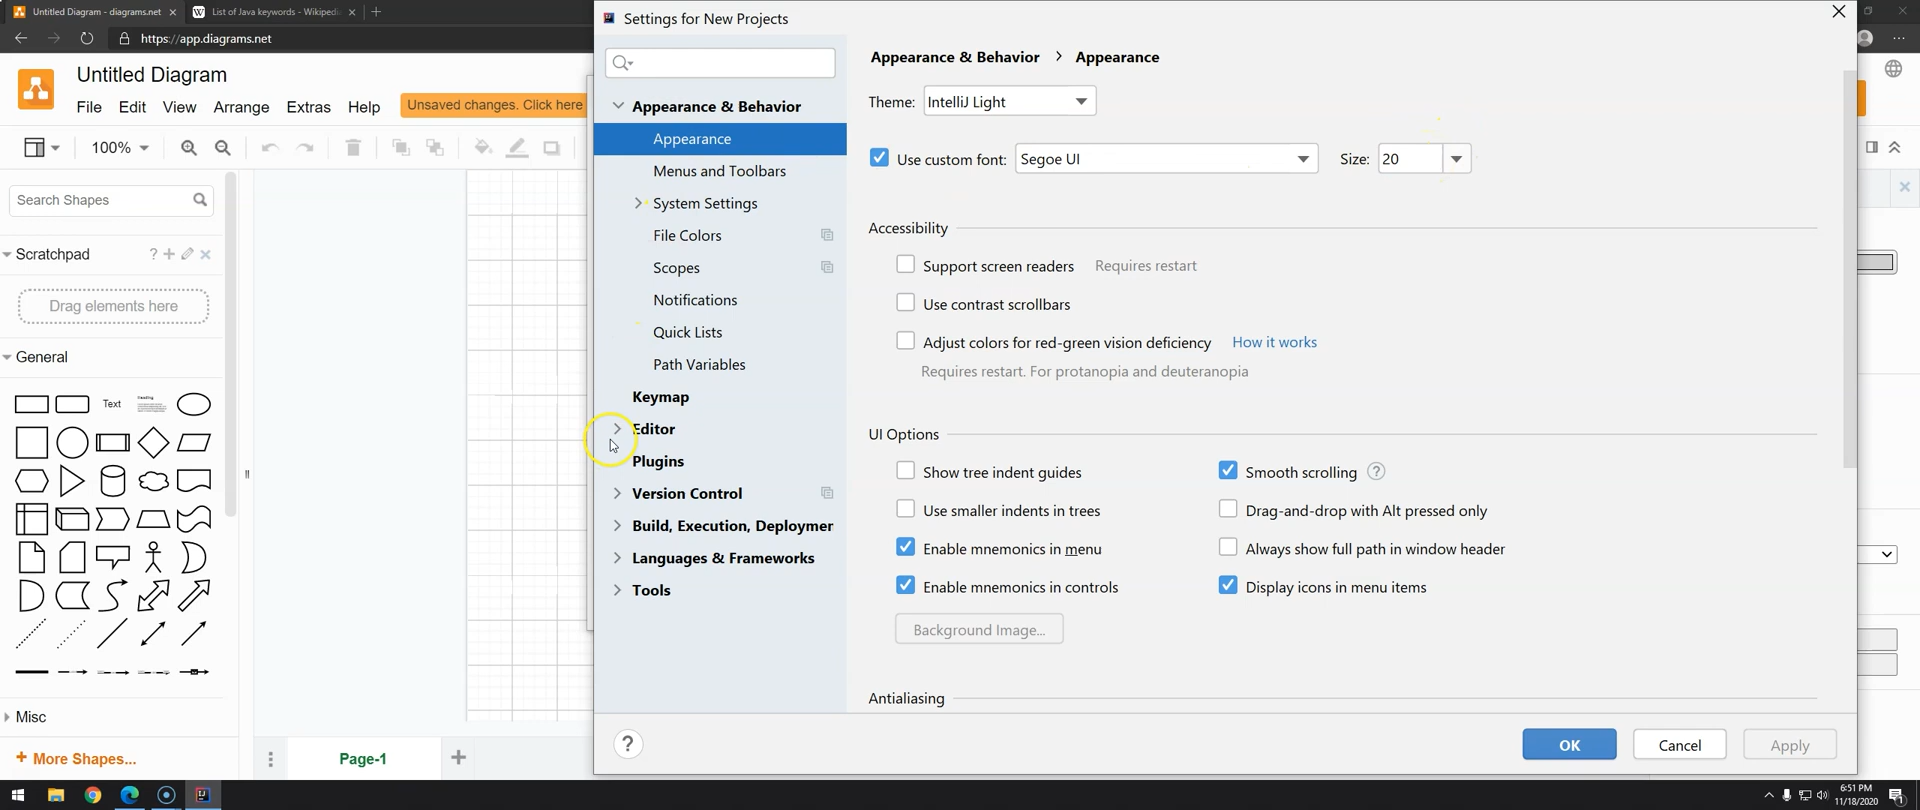 Untitled Diagram - diagrams.net
List of Java keywords - Wikipedi
https://app.diagrams.net
Untitled Diagram
File Edit View Arrange Extras Help
Unsaved changes. Click here
100%
Search Shapes
Scratchpad
?
Drag elements here
General
Text
Heading
Misc
+ More Shapes...
Page-1
Settings for New Projects
Appearance & Behavior
Appearance
Menus and Toolbars
System Settings
File Colors
Scopes
Notifications
Quick Lists
Path Variables
Keymap
Editor
Plugins
Version Control
Build, Execution, Deploymer
Languages & Frameworks
Tools
?
Appearance & Behavior > Appearance
Theme: IntelliJ Light
Use custom font: Segoe UI Size: 20
Accessibility
Support screen readers Requires restart
Use contrast scrollbars
Adjust colors for red-green vision deficiency How it works
Requires restart. For protanopia and deuteranopia
UI Options
Show tree indent guides Smooth scrolling ?
Use smaller indents in trees Drag-and-drop with Alt pressed only
Enable mnemonics in menu Always show full path in window header
Enable mnemonics in controls Display icons in menu items
Background Image...
Antialiasing
OK Cancel Apply
6:51 PM
11/18/2020